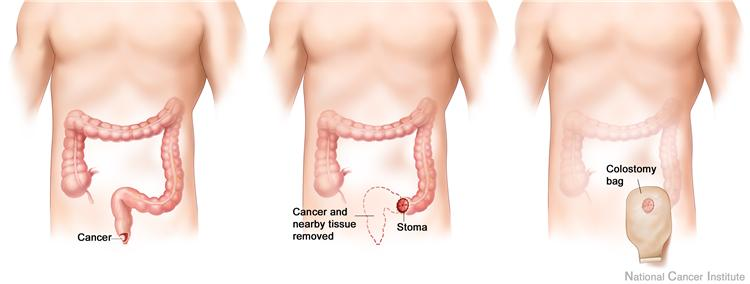 Cancer
Cancer and
nearby tissue
removed
Stoma
Colostomy
bag
National Cancer Institute